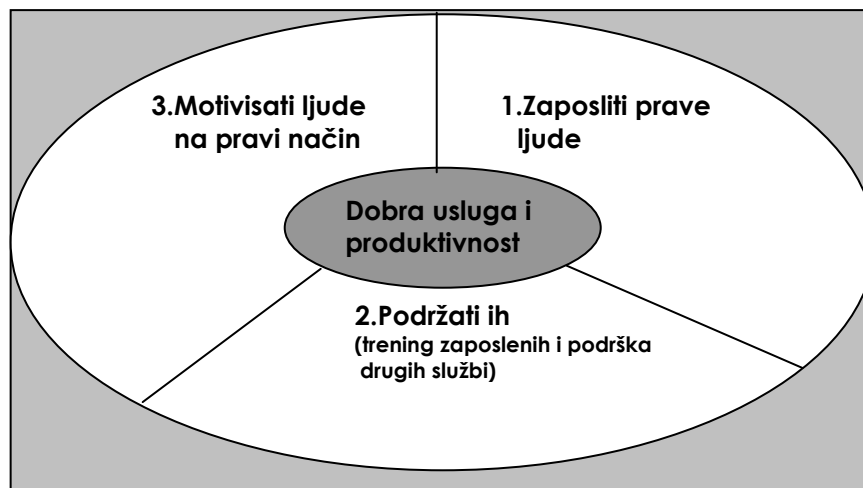 3.Motivisati ljude
na pravi način
1.Zaposliti prave
ljude
Dobra usluga i
produktivnost
2.Podržati ih
(trening zaposlenih i podrška
drugih službi)